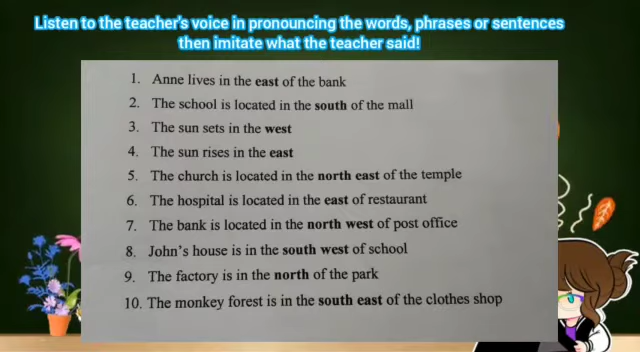 Listen to the teacher's voice in pronouncing the words, phrases or sentences
then imitate what the teacher said!
1. Anne lives in the east of the bank
2. The school is located in the south of the mall
3. The sun sets in the west
4. The sun rises in the east
5. The church is located in the north east of the temple
6. The hospital is located in the east of restaurant
7. The bank is located in the north west of post office
8. John's house is in the south west of school
9. The factory is in the north of the park
10. The monkey forest is in the south east of the clothes shop